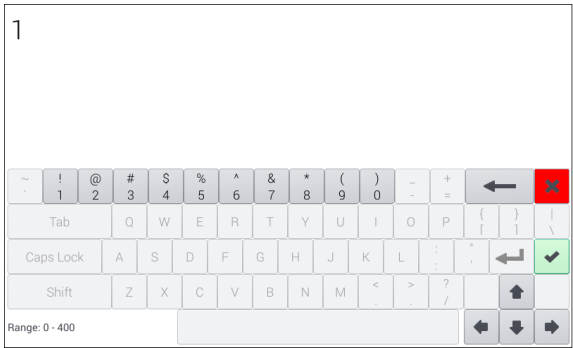 1
~ ! @ # $ % ^ & * ( ) _ +
` 1 2 3 4 5 6 7 8 9 0 - =
Tab Q W E R T Y U I O P { } |
[ ] \
Caps Lock A S D F G H J K L : "
; '
Shift Z X C V B N M < > ?
, . /
Range: 0 - 400